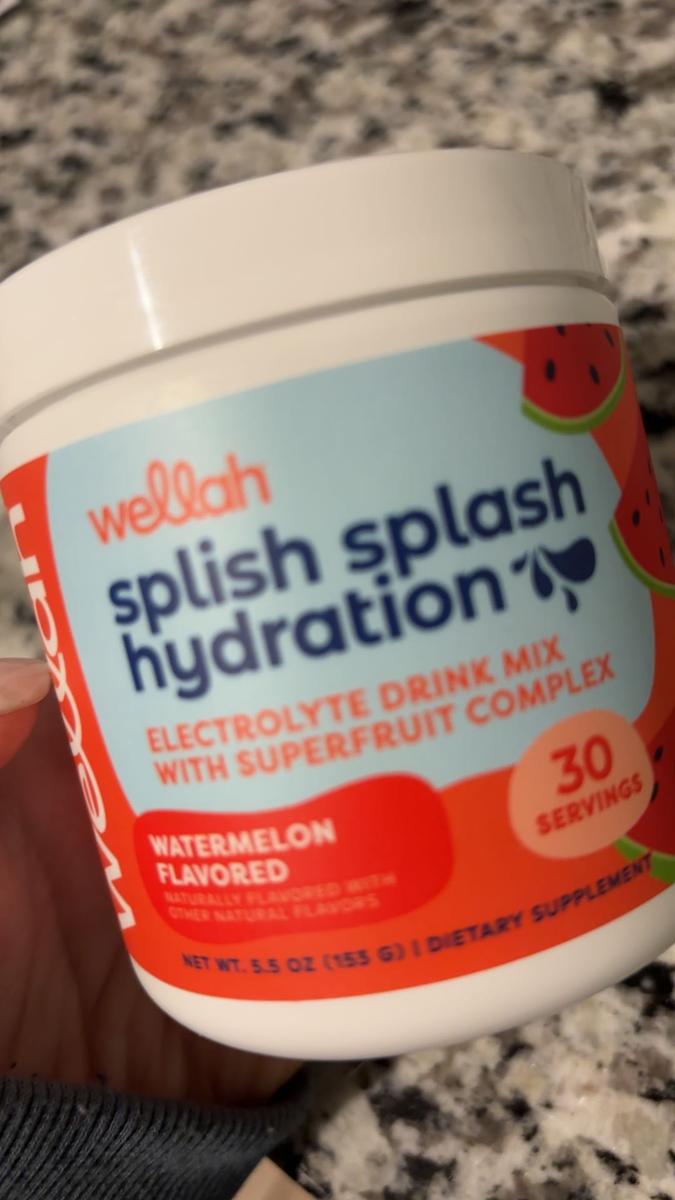 wellah
splish splash
hydration
ELECTROLYTE DRINK MIX
WITH SUPERFRUIT COMPLEX
30
SERVINGS
WATERMELON
FLAVORED
NATURALLY FLAVORED WITH
OTHER NATURAL FLAVORS
NET WT. 5.5 OZ (155 G) | DIETARY SUPPLEMENT
wellah